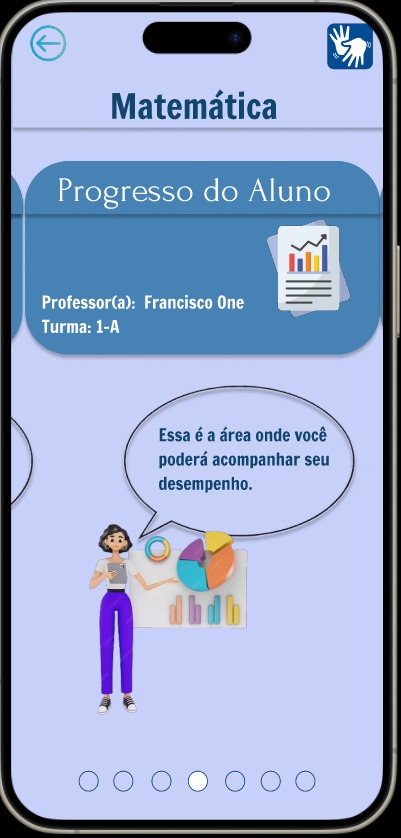 Matemática
Progresso do Aluno
Professor(a): Francisco One
Turma: 1-A
Essa é a área onde você
poderá acompanhar seu
desempenho.